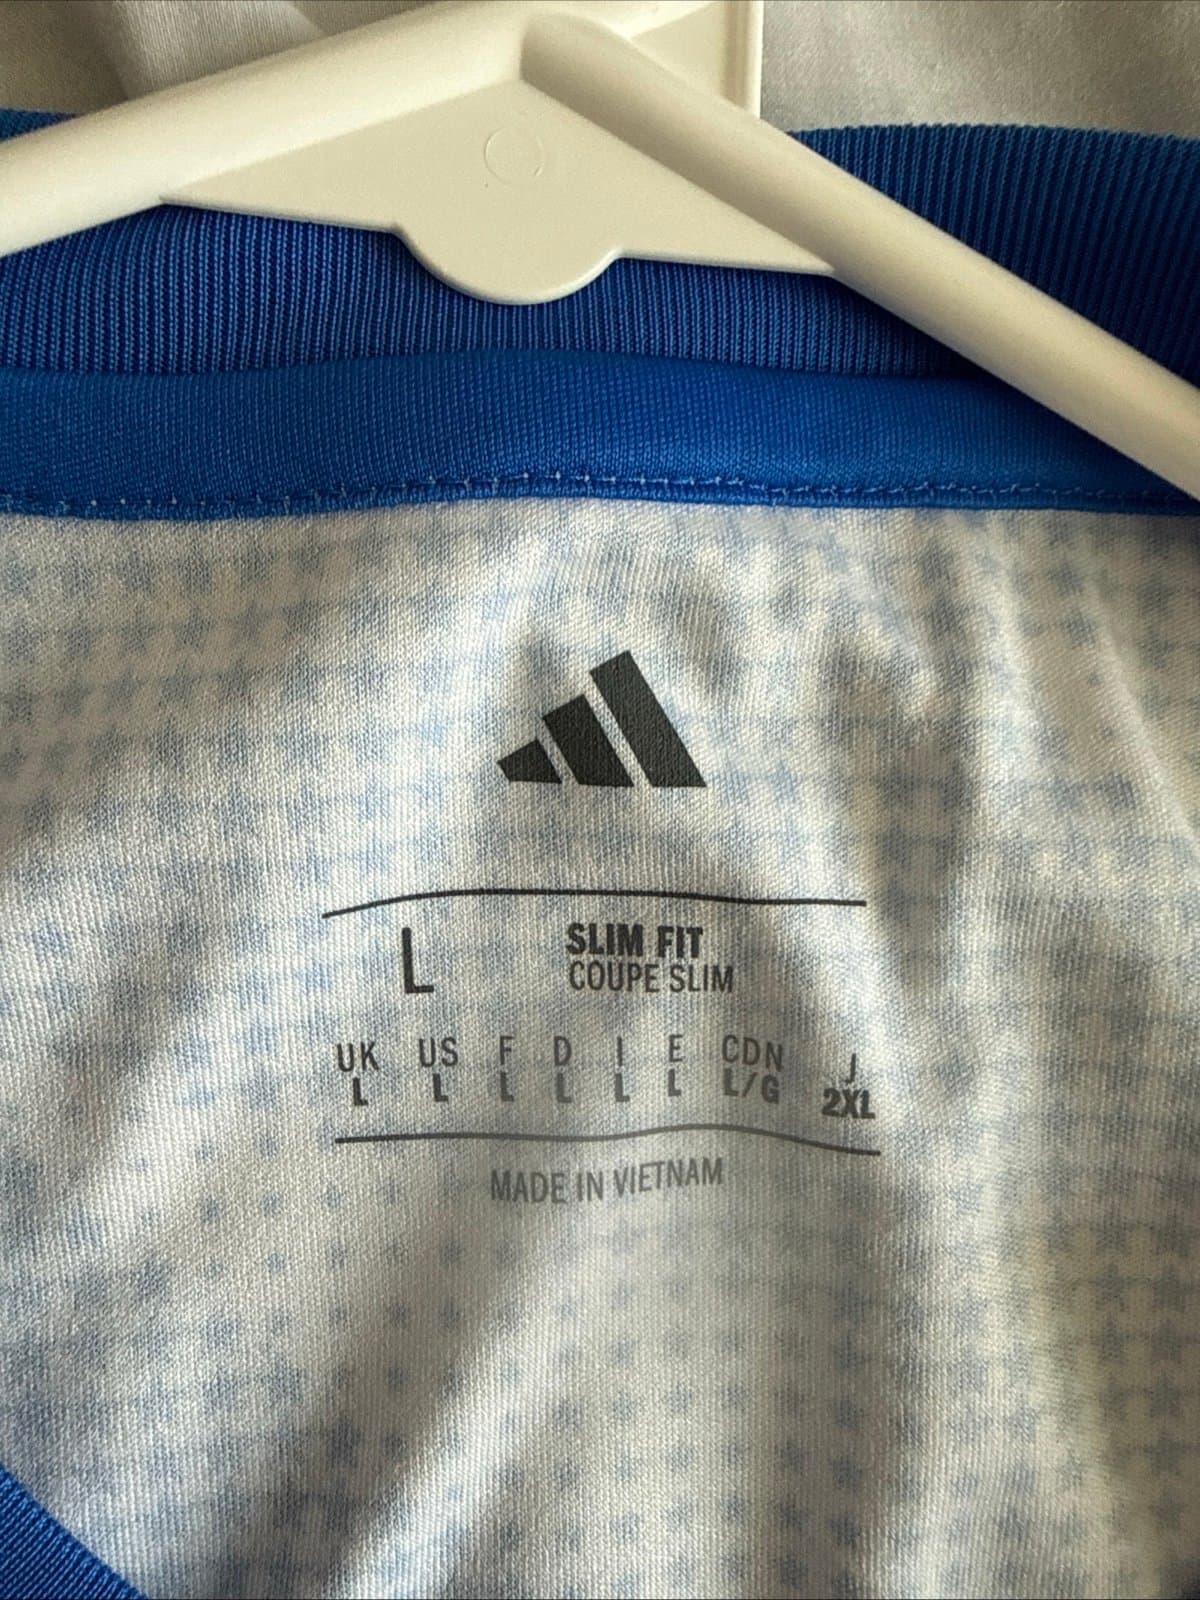 L
SLIM FIT
COUPE SLIM
UK US F D I E CDN J
L L L L L L L/G 2XL
MADE IN VIETNAM